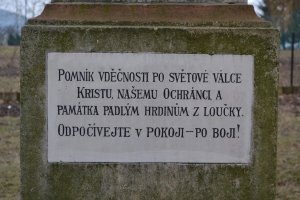 Pomník vděčnosti po světové válce
Kristu, našemu Ochránci, a
památka padlým hrdinům z Loučky.
Odpočívejte v pokoji – po boji!